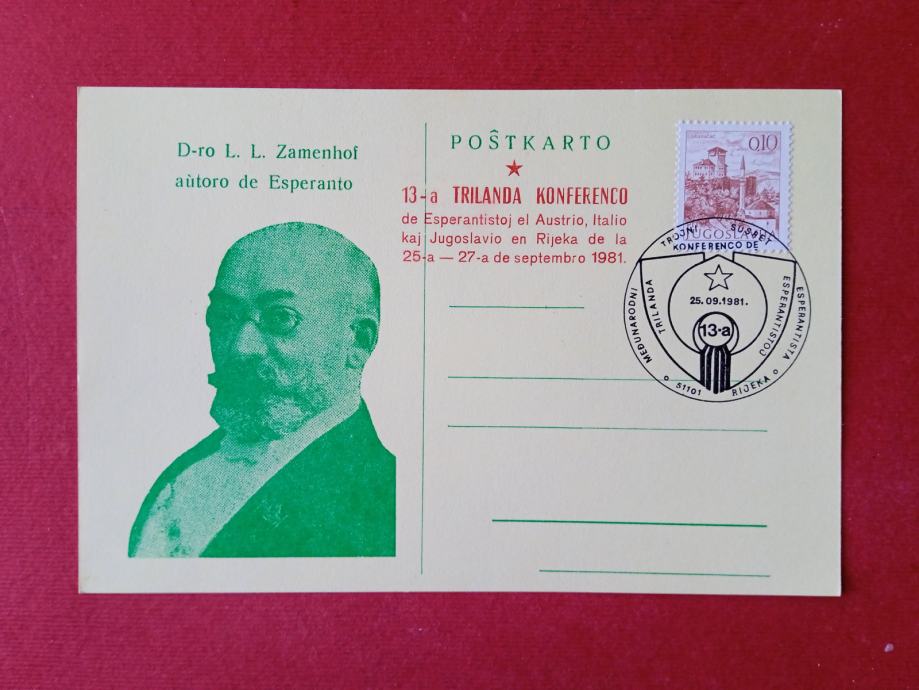 D-ro L. L. Zamenhof
aùtoro de Esperanto
POŜTKARTO
13-a TRILANDA KONFERENCO
de Esperantistoj el Austrio, Italio
kaj Jugoslavio en Rijeka de la
25-a — 27-a de septembro 1981.
0,10
JUGOSLAVIJA
MEĐUNARODNI TROJNI SUSRET ESPERANTISTA
TRILANDA KONFERENCO DE ESPERANTISTOJ
25.09.1981.
13-a
51101 RIJEKA